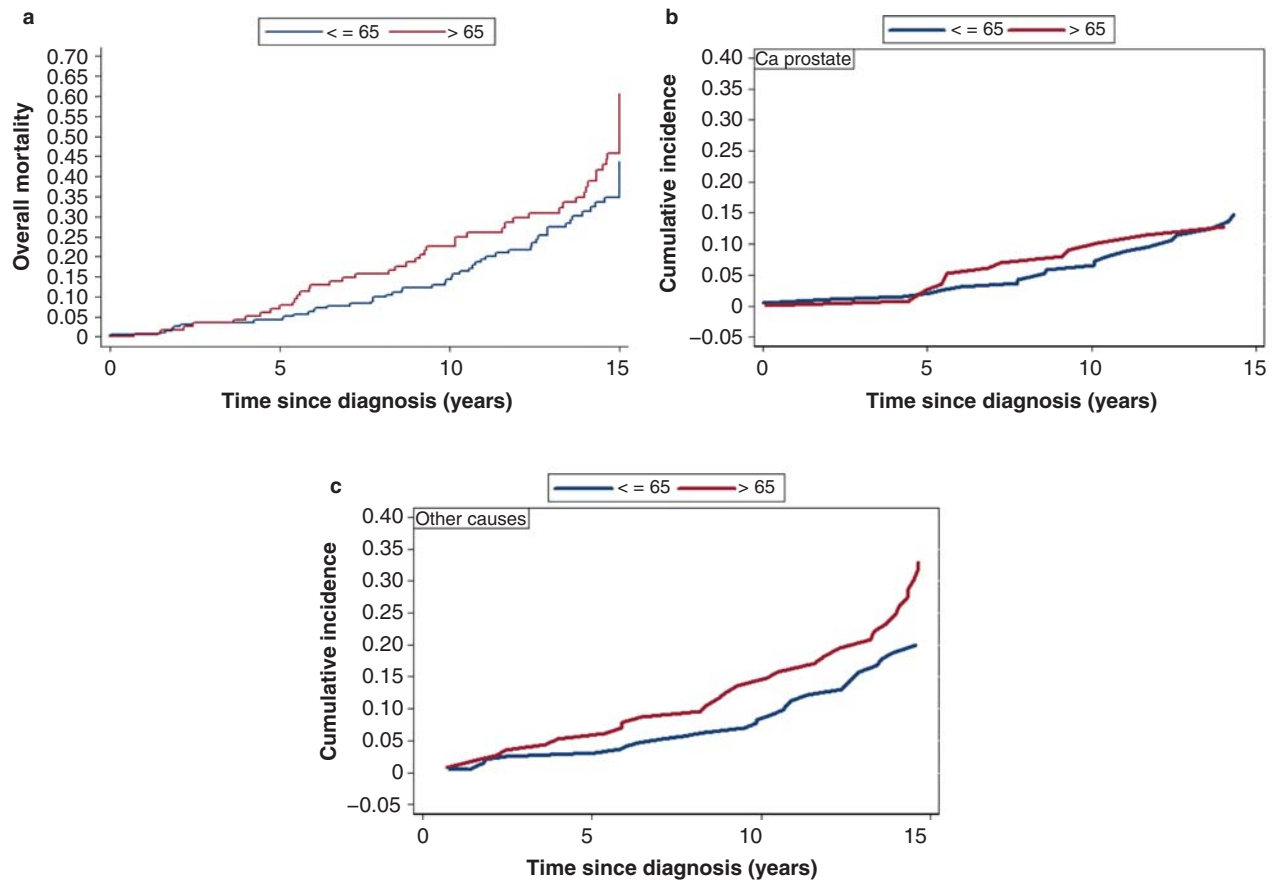 a
< = 65 > 65
Overall mortality
0.70
0.65
0.60
0.55
0.50
0.45
0.40
0.35
0.30
0.25
0.20
0.15
0.10
0.05
0
0 5 10 15
Time since diagnosis (years)
b
< = 65 > 65
Ca prostate
Cumulative incidence
0.40
0.35
0.30
0.25
0.20
0.15
0.10
0.05
0
−0.05
0 5 10 15
Time since diagnosis (years)
c
< = 65 > 65
Other causes
Cumulative incidence
0.40
0.35
0.30
0.25
0.20
0.15
0.10
0.05
0
−0.05
0 5 10 15
Time since diagnosis (years)